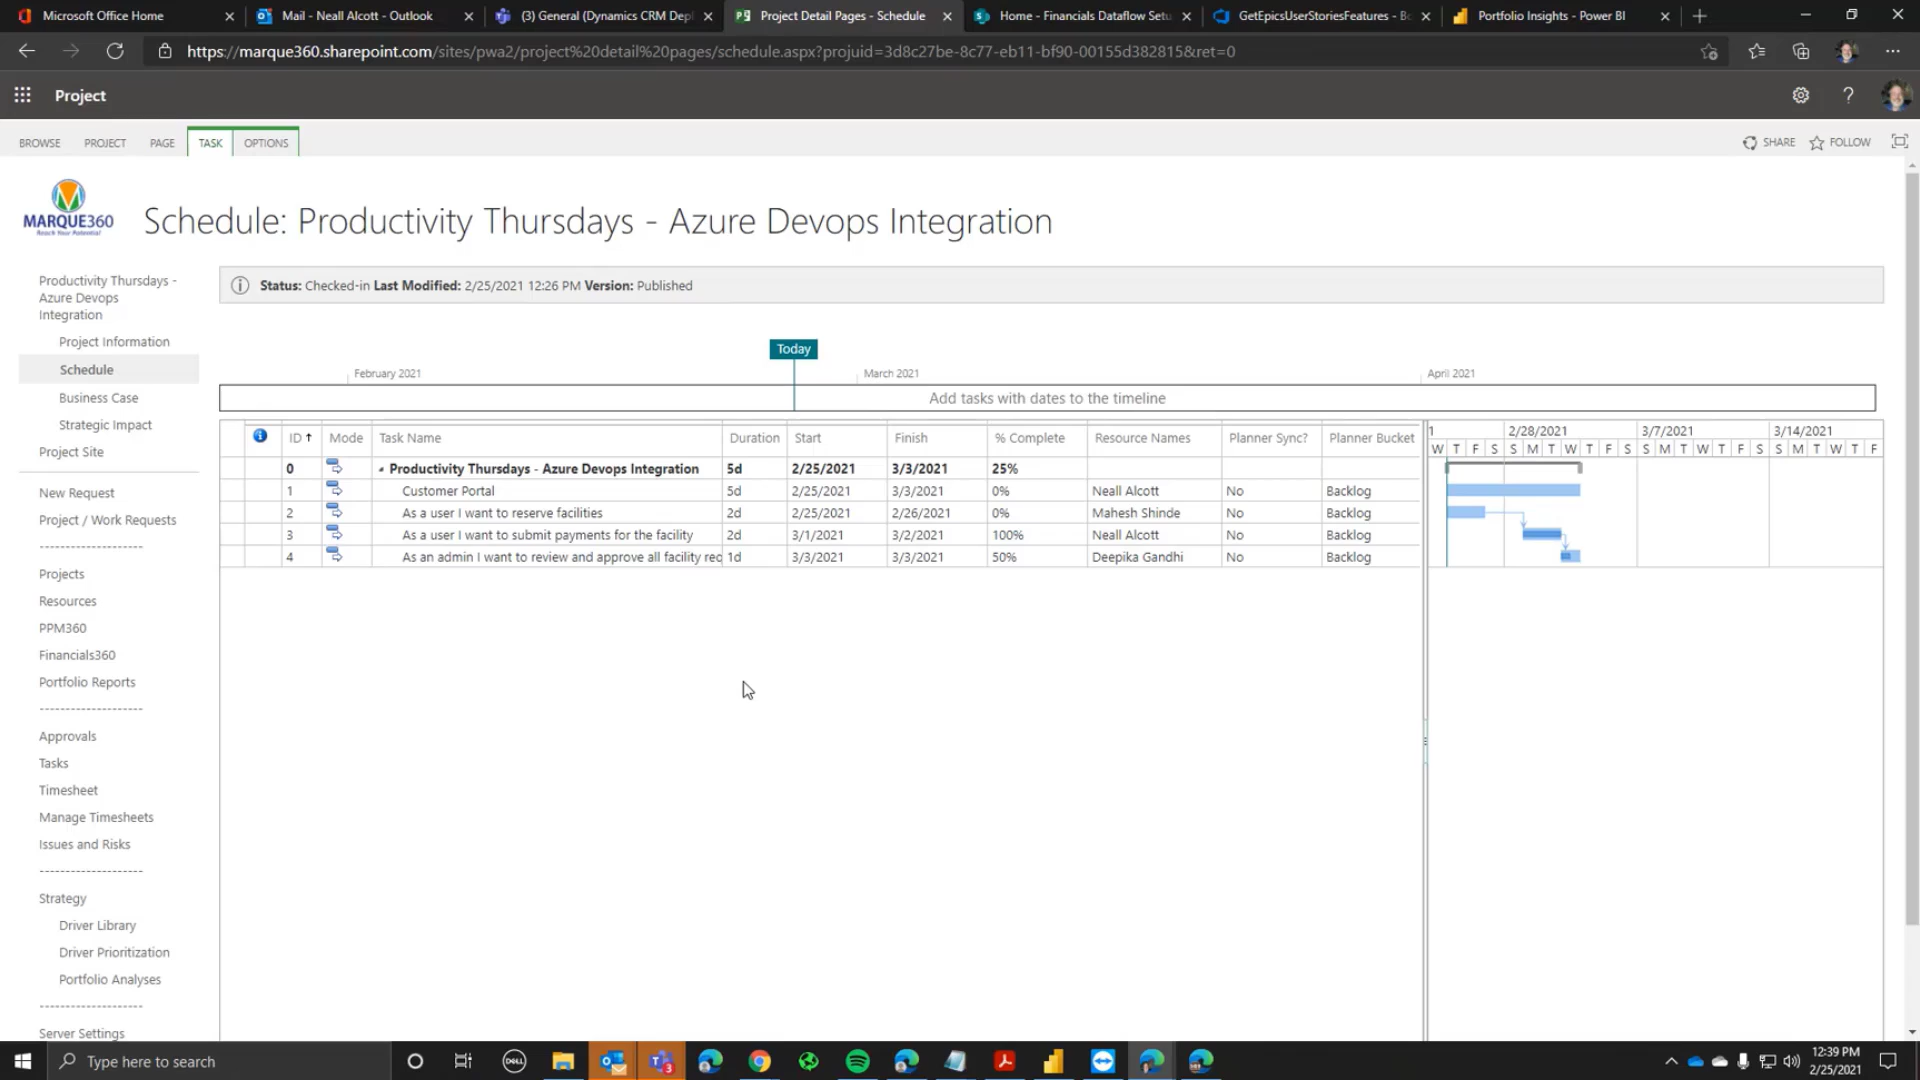 Microsoft Office Home
Mail - Neall Alcott - Outlook
(3) General (Dynamics CRM Depl
Project Detail Pages - Schedule
Home - Financials Dataflow Setu
GetEpicsUserStoriesFeatures - Bo
Portfolio Insights - Power BI
https://marque360.sharepoint.com/sites/pwa2/project%20detail%20pages/schedule.aspx?projuid=3d8c27be-8c77-eb11-bf90-00155d382815&ret=0
Project
BROWSE PROJECT PAGE TASK OPTIONS
SHARE FOLLOW
MARQUE360
Reach Your Potential
Schedule: Productivity Thursdays - Azure Devops Integration
Status: Checked-in Last Modified: 2/25/2021 12:26 PM Version: Published
Productivity Thursdays -
Azure Devops
Integration
Project Information
Schedule
Business Case
Strategic Impact
Project Site
New Request
Project / Work Requests
--------------------
Projects
Resources
PPM360
Financials360
Portfolio Reports
--------------------
Approvals
Tasks
Timesheet
Manage Timesheets
Issues and Risks
--------------------
Strategy
Driver Library
Driver Prioritization
Portfolio Analyses
--------------------
Server Settings
Today
February 2021 March 2021 April 2021
Add tasks with dates to the timeline
ID Mode Task Name Duration Start Finish % Complete Resource Names Planner Sync? Planner Bucket
0 Productivity Thursdays - Azure Devops Integration 5d 2/25/2021 3/3/2021 25%
1 Customer Portal 5d 2/25/2021 3/3/2021 0% Neall Alcott No Backlog
2 As a user I want to reserve facilities 2d 2/25/2021 2/26/2021 0% Mahesh Shinde No Backlog
3 As a user I want to submit payments for the facility 2d 3/1/2021 3/2/2021 100% Neall Alcott No Backlog
4 As an admin I want to review and approve all facility req 1d 3/3/2021 3/3/2021 50% Deepika Gandhi No Backlog
1 2/28/2021 3/7/2021 3/14/2021
W T F S S M T W T F S S M T W T F S S M T W T F
Type here to search
DELL
3
12:39 PM
2/25/2021